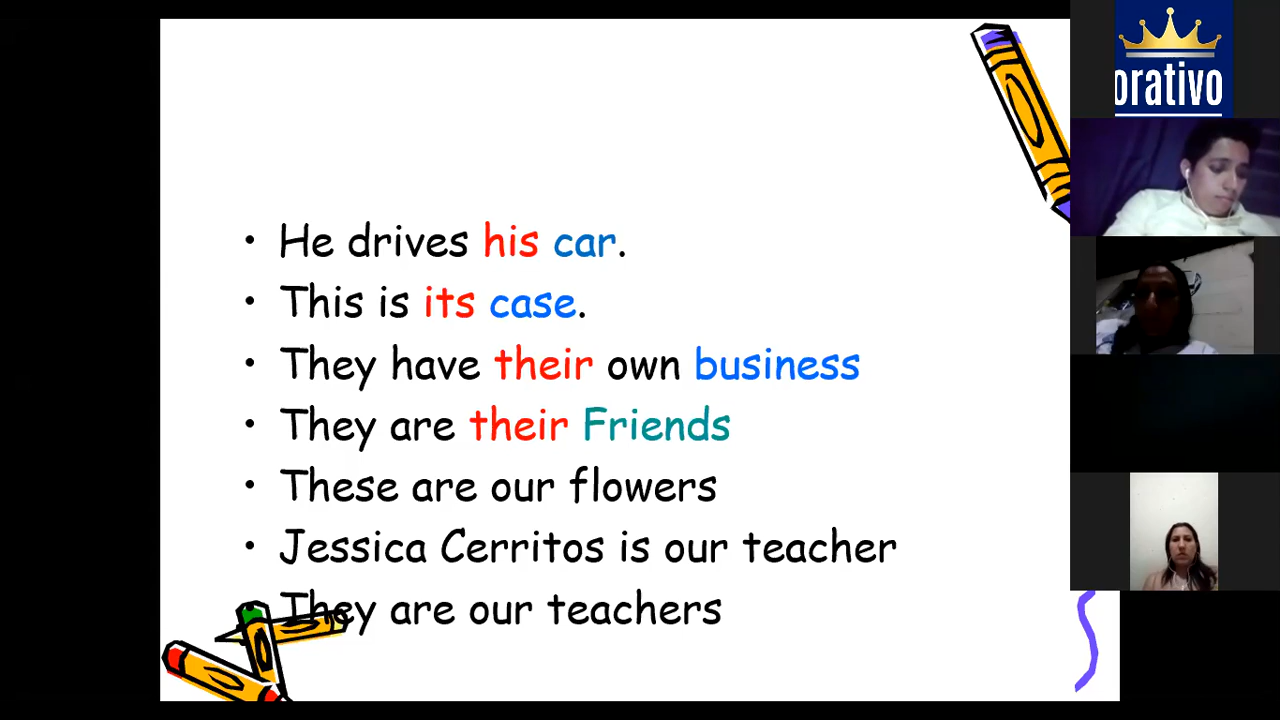 • He drives his car.
• This is its case.
• They have their own business
• They are their Friends
• These are our flowers
• Jessica Cerritos is our teacher
• They are our teachers
orativo